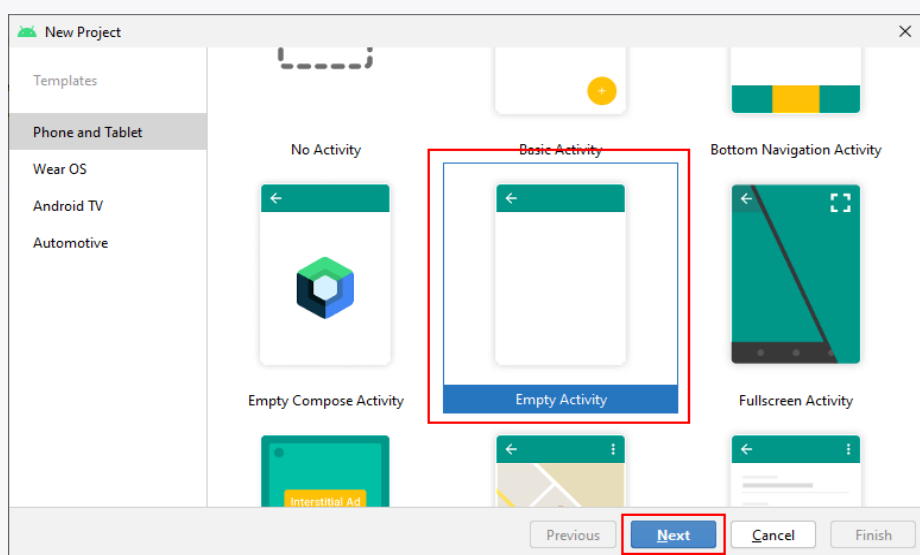 New Project
Templates
Phone and Tablet
Wear OS
Android TV
Automotive
No Activity
Basic Activity
Bottom Navigation Activity
Empty Compose Activity
Empty Activity
Fullscreen Activity
Interstitial Ad
Previous
Next
Cancel
Finish